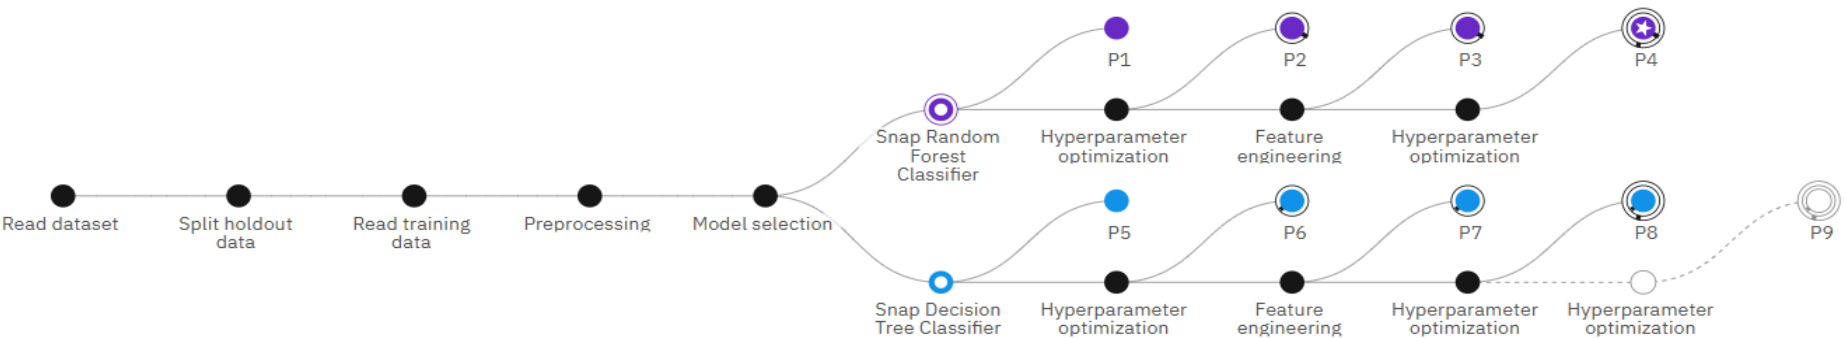 P1
P2
P3
P4
Snap Random
Forest
Classifier
Hyperparameter
optimization
Feature
engineering
Hyperparameter
optimization
Read dataset
Split holdout
data
Read training
data
Preprocessing
Model selection
P5
P6
P7
P8
P9
Snap Decision
Tree Classifier
Hyperparameter
optimization
Feature
engineering
Hyperparameter
optimization
Hyperparameter
optimization